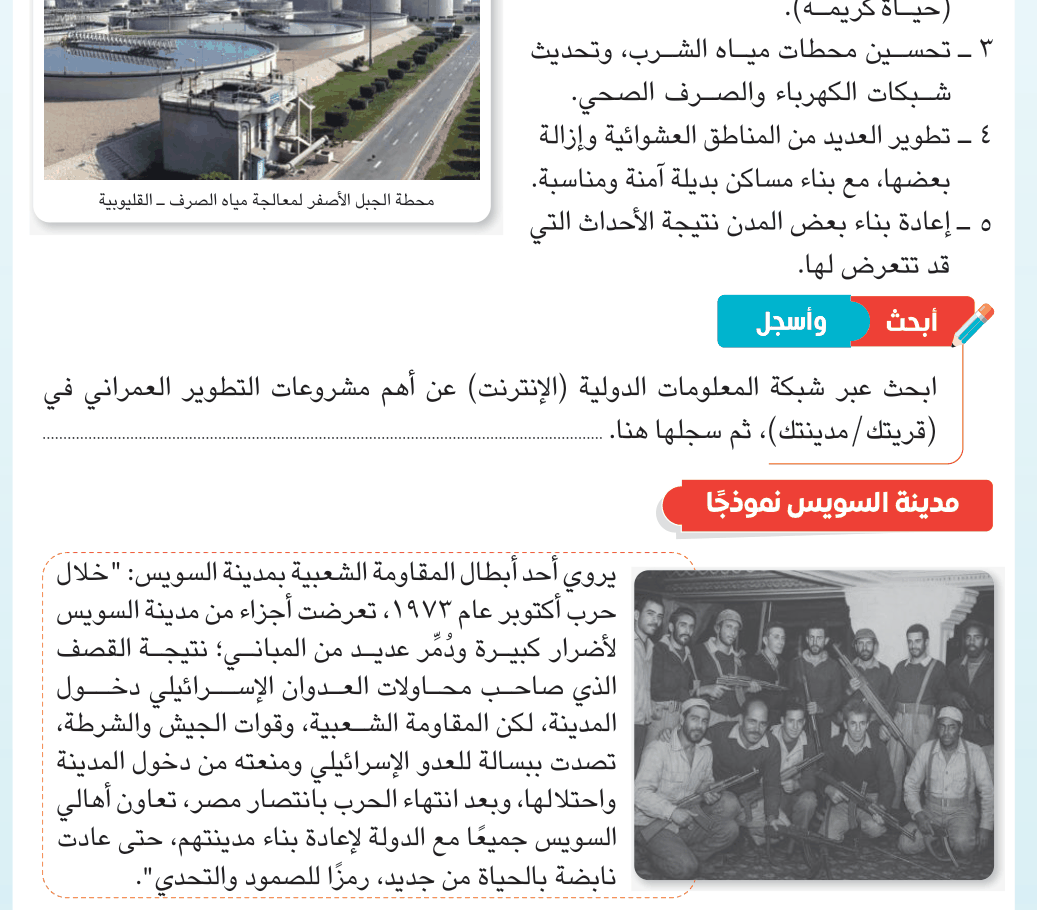 (حياة كريمة).
٣ ــ تحسين محطات مياه الشرب، وتحديث
شبكات الكهرباء والصرف الصحي.
٤ ــ تطوير العديد من المناطق العشوائية وإزالة
بعضها، مع بناء مساكن بديلة آمنة ومناسبة.
٥ ــ إعادة بناء بعض المدن نتيجة الأحداث التي
قد تتعرض لها.
محطة الجبل الأصفر لمعالجة مياه الصرف ــ القليوبية
أبحث وأسجل
ابحث عبر شبكة المعلومات الدولية (الإنترنت) عن أهم مشروعات التطوير العمراني في
(قريتك/مدينتك)، ثم سجلها هنا. ........................................
مدينة السويس نموذجًا
يروي أحد أبطال المقاومة الشعبية بمدينة السويس: "خلال
حرب أكتوبر عام ١٩٧٣، تعرضت أجزاء من مدينة السويس
لأضرار كبيرة ودُمِّر عديد من المباني؛ نتيجة القصف
الذي صاحب محاولات العدوان الإسرائيلي دخول
المدينة، لكن المقاومة الشعبية، وقوات الجيش والشرطة،
تصدت ببسالة للعدو الإسرائيلي ومنعته من دخول المدينة
واحتلالها، وبعد انتهاء الحرب بانتصار مصر، تعاون أهالي
السويس جميعًا مع الدولة لإعادة بناء مدينتهم، حتى عادت
نابضة بالحياة من جديد، رمزًا للصمود والتحدي".